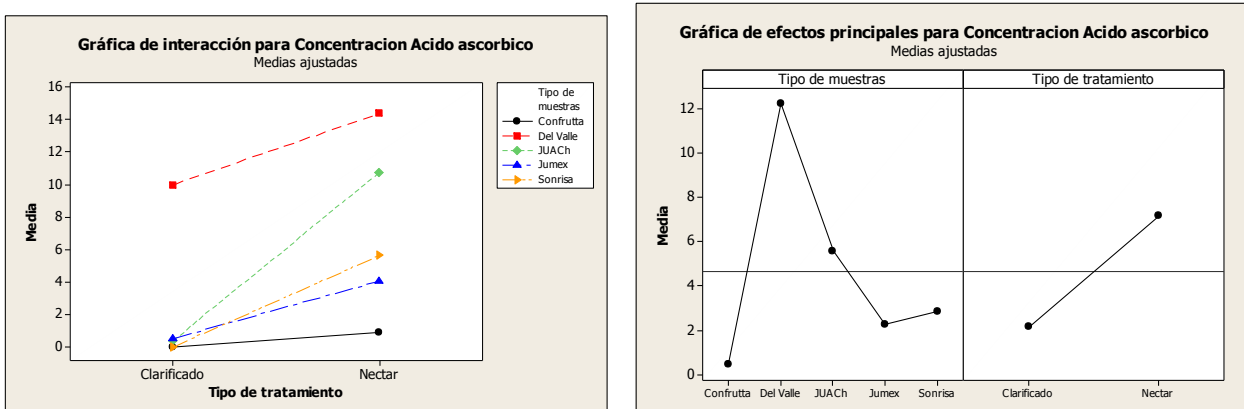 Gráfica de interacción para Concentracion Acido ascorbico
Medias ajustadas
16
14
12
10
8
6
4
2
0
Media
Clarificado
Nectar
Tipo de tratamiento
Tipo de
muestras
Confrutta
Del Valle
JUACh
Jumex
Sonrisa
Gráfica de efectos principales para Concentracion Acido ascorbico
Medias ajustadas
Tipo de muestras
Tipo de tratamiento
12
10
8
6
4
2
0
Media
Confrutta
Del Valle
JUACh
Jumex
Sonrisa
Clarificado
Nectar